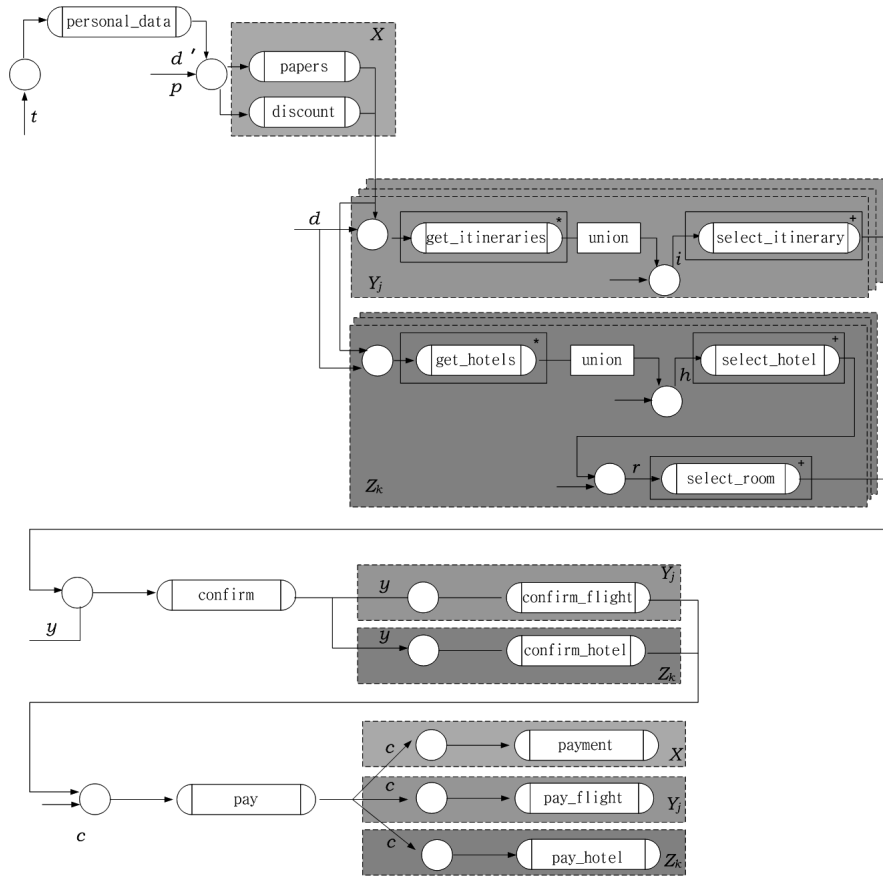 personal_data
X
d ′
p
t
papers
discount
d
get_itineraries
*
union
i
select_itinerary
+
Yj
get_hotels
*
union
h
select_hotel
+
r
select_room
+
Zk
y
confirm
y
confirm_flight
Yj
y
confirm_hotel
Zk
c
pay
c
payment
X
c
pay_flight
Yj
c
pay_hotel
Zk